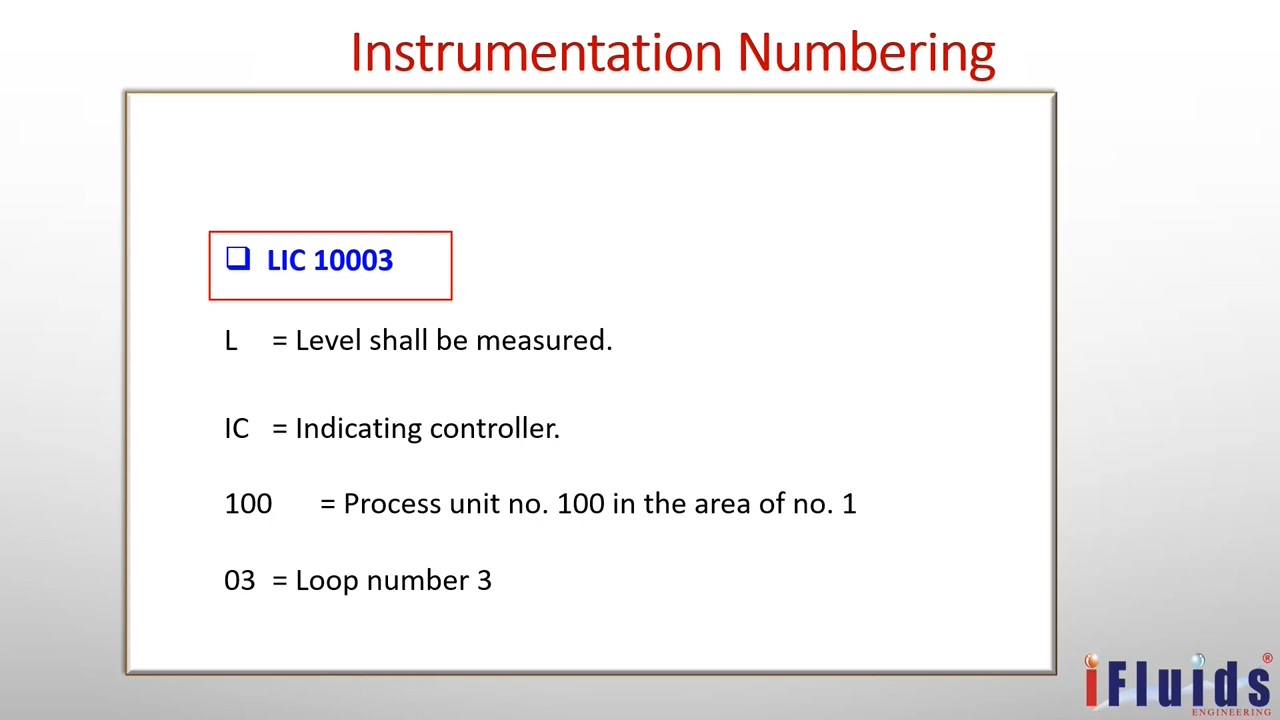 Instrumentation Numbering
❑ LIC 10003
L = Level shall be measured.
IC = Indicating controller.
100 = Process unit no. 100 in the area of no. 1
03 = Loop number 3
iFluids®
ENGINEERING